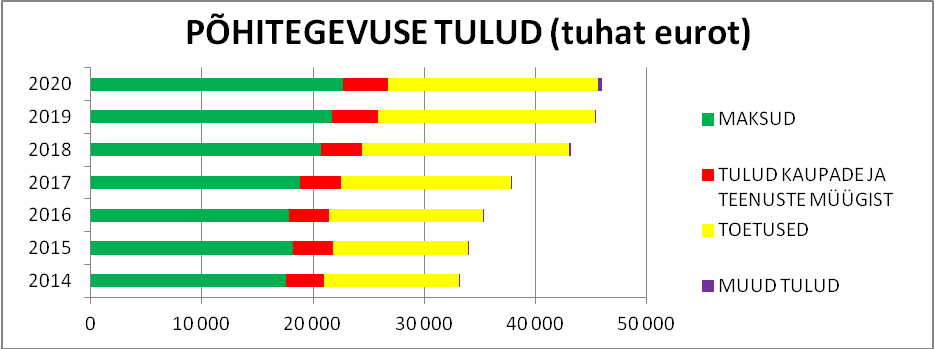 PÕHITEGEVUSE TULUD (tuhat eurot)
2020
2019
2018
2017
2016
2015
2014
0 10 000 20 000 30 000 40 000 50 000
MAKSUD
TULUD KAUPADE JA
TEENUSTE MÜÜGIST
TOETUSED
MUUD TULUD